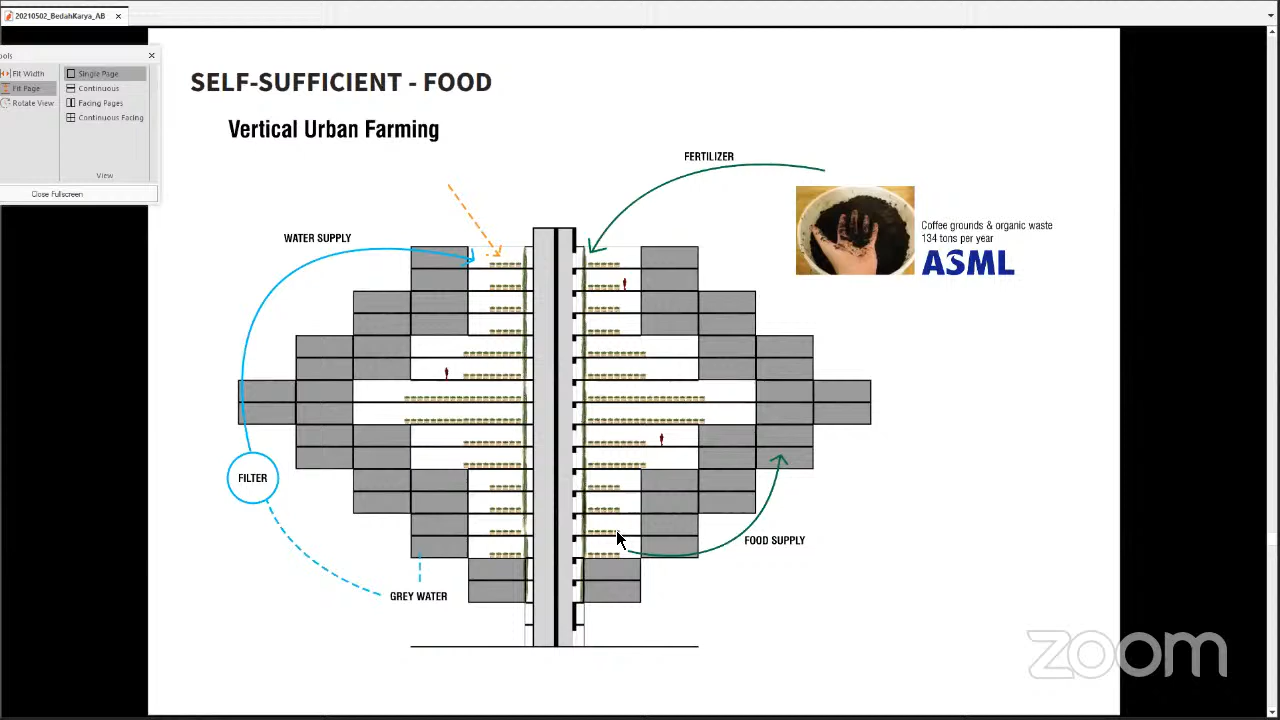 20210502_BedahKarya_AB
ools
Fit Width
Single Page
Fit Page
Continuous
Rotate View
Facing Pages
Continuous Facing
View
Close Fullscreen
SELF-SUFFICIENT - FOOD
Vertical Urban Farming
FERTILIZER
WATER SUPPLY
Coffee grounds & organic waste
134 tons per year
ASML
FILTER
FOOD SUPPLY
GREY WATER
zoom